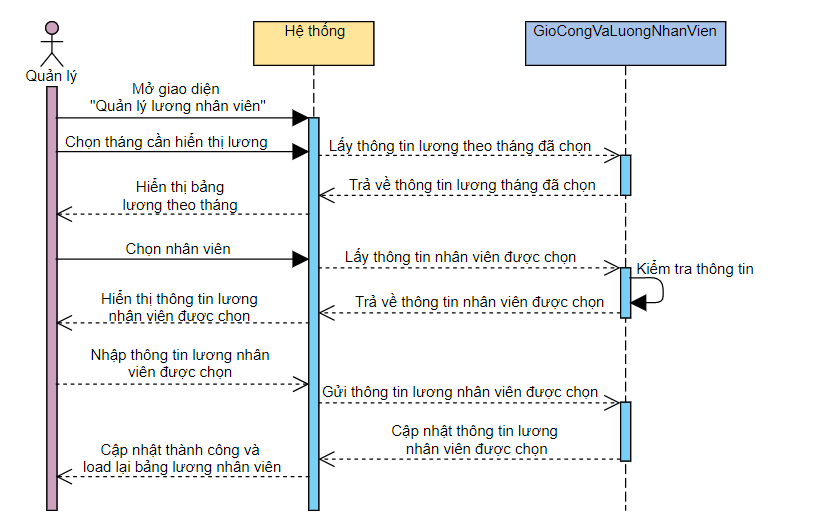 Hệ thống
GioCongVaLuongNhanVien
Quản lý
Mở giao diện
"Quản lý lương nhân viên"
Chọn tháng cần hiển thị lương
Lấy thông tin lương theo tháng đã chọn
Trả về thông tin lương tháng đã chọn
Hiển thị bảng
lương theo tháng
Chọn nhân viên
Lấy thông tin nhân viên được chọn
Kiểm tra thông tin
Trả về thông tin nhân viên được chọn
Hiển thị thông tin lương
nhân viên được chọn
Nhập thông tin lương nhân
viên được chọn
Gửi thông tin lương nhân viên được chọn
Cập nhật thông tin lương
nhân viên được chọn
Cập nhật thành công và
load lại bảng lương nhân viên